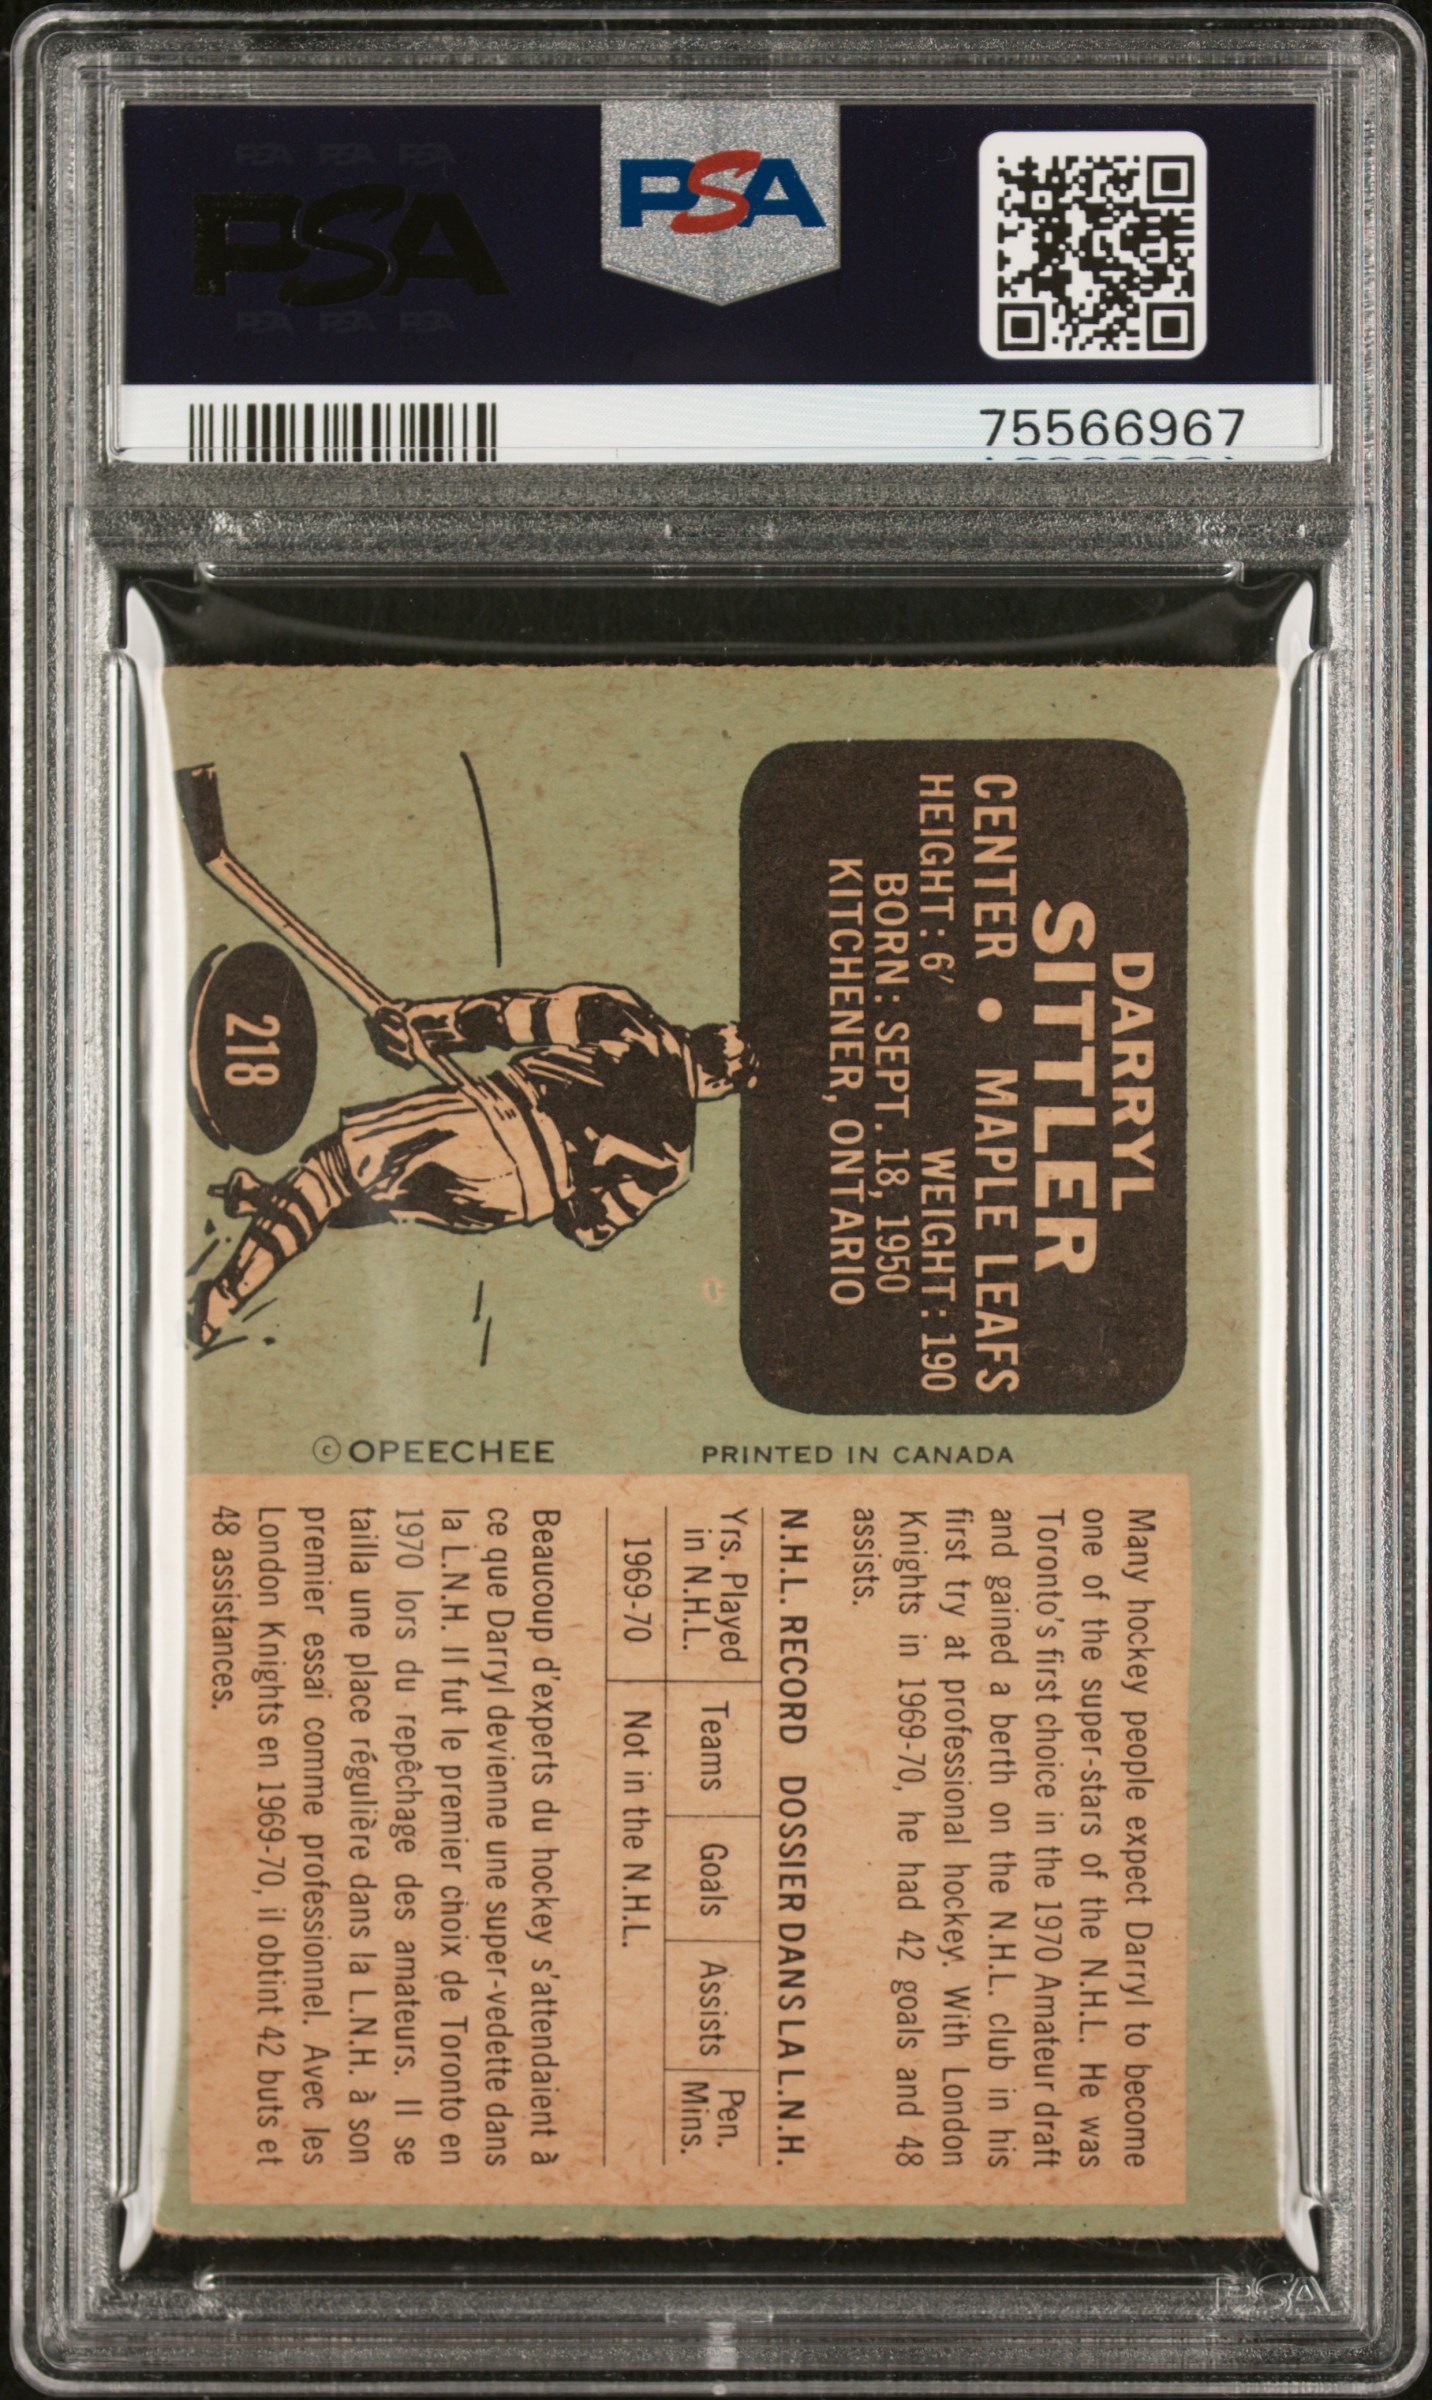 PSA PSA PSA
PSA
PSA PSA PSA
PSA
75566967
DARRYL
SITTLER
CENTER • MAPLE LEAFS
HEIGHT: 6' WEIGHT: 190
BORN: SEPT. 18, 1950
KITCHENER, ONTARIO
218
© OPEECHEE PRINTED IN CANADA
Many hockey people expect Darryl to become
one of the super-stars of the N.H.L. He was
Toronto's first choice in the 1970 Amateur draft
and gained a berth on the N.H.L. club in his
first try at professional hockey. With London
Knights in 1969-70, he had 42 goals and 48
assists.
N.H.L. RECORD DOSSIER DANS LA L.N.H.
Yrs. Played in N.H.L. Teams Goals Assists Pen. Mins.
1969-70 Not in the N.H.L.
Beaucoup d'experts du hockey s'attendaient à
ce que Darryl devienne une super-vedette dans
la L.N.H. Il fut le premier choix de Toronto en
1970 lors du repêchage des amateurs. Il se
tailla une place régulière dans la L.N.H. à son
premier essai comme professionnel. Avec les
London Knights en 1969-70, il obtint 42 buts et
48 assistances.
PSA